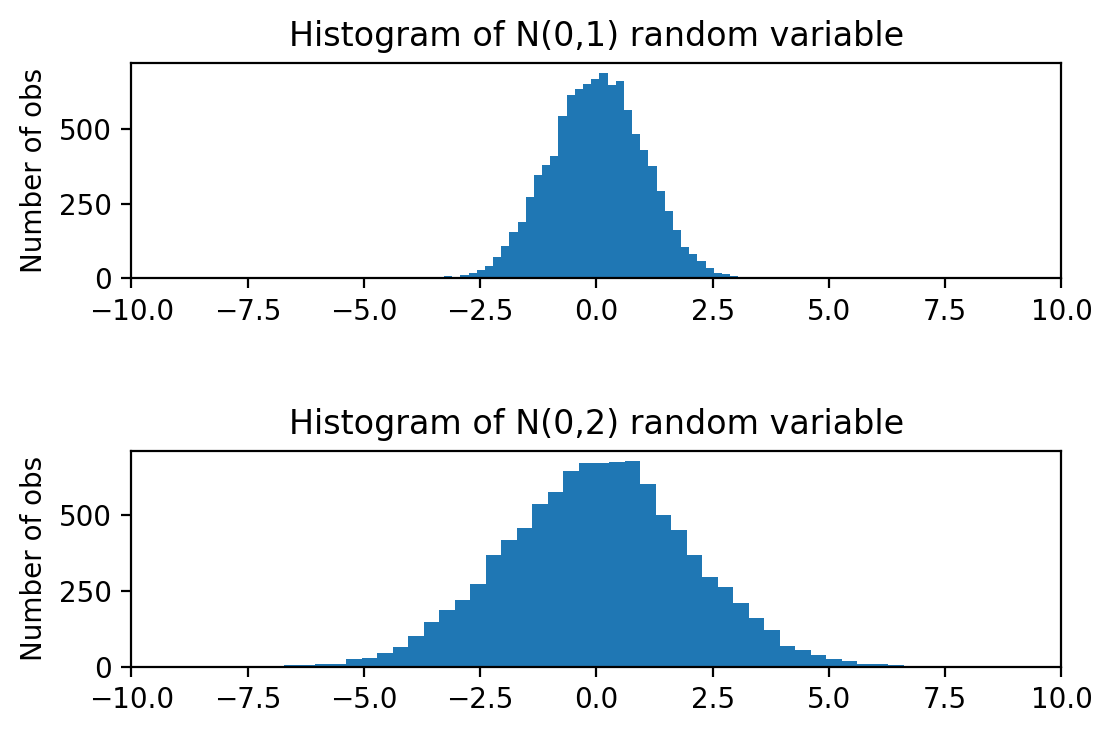 Histogram of N(0,1) random variable
Number of obs
500
250
0
−10.0 −7.5 −5.0 −2.5 0.0 2.5 5.0 7.5 10.0
Histogram of N(0,2) random variable
Number of obs
500
250
0
−10.0 −7.5 −5.0 −2.5 0.0 2.5 5.0 7.5 10.0